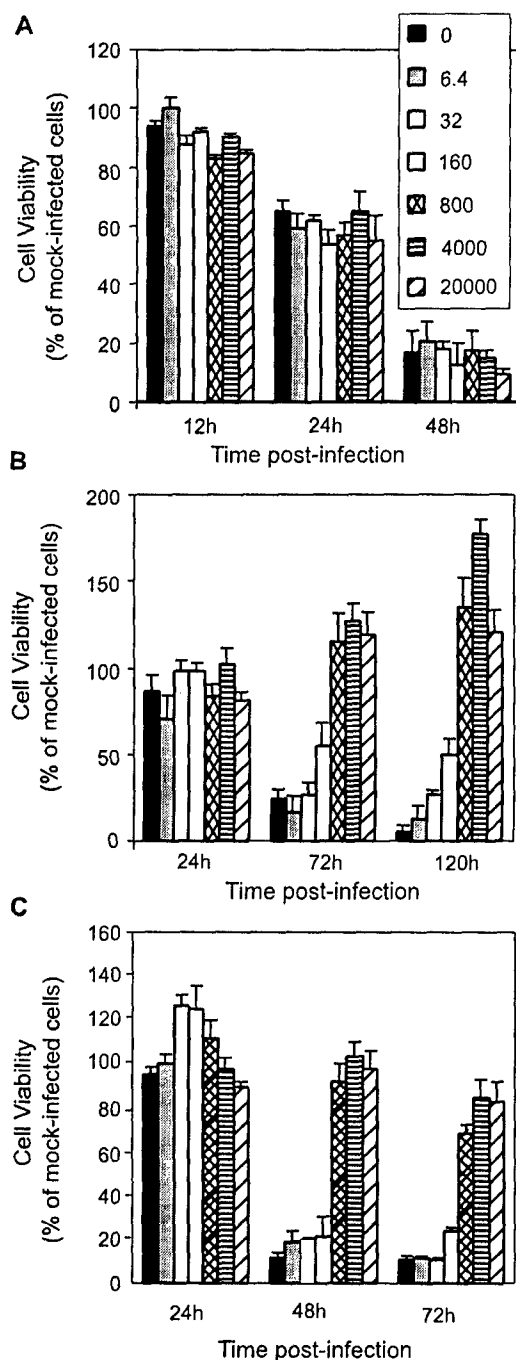 A
120
100
80
60
40
20
0
Cell Viability
(% of mock-infected cells)
0
6.4
32
160
800
4000
20000
12h 24h 48h
Time post-infection
B
200
150
100
50
0
Cell Viability
(% of mock-infected cells)
24h 72h 120h
Time post-infection
C
160
140
120
100
80
60
40
20
0
Cell Viability
(% of mock-infected cells)
24h 48h 72h
Time post-infection